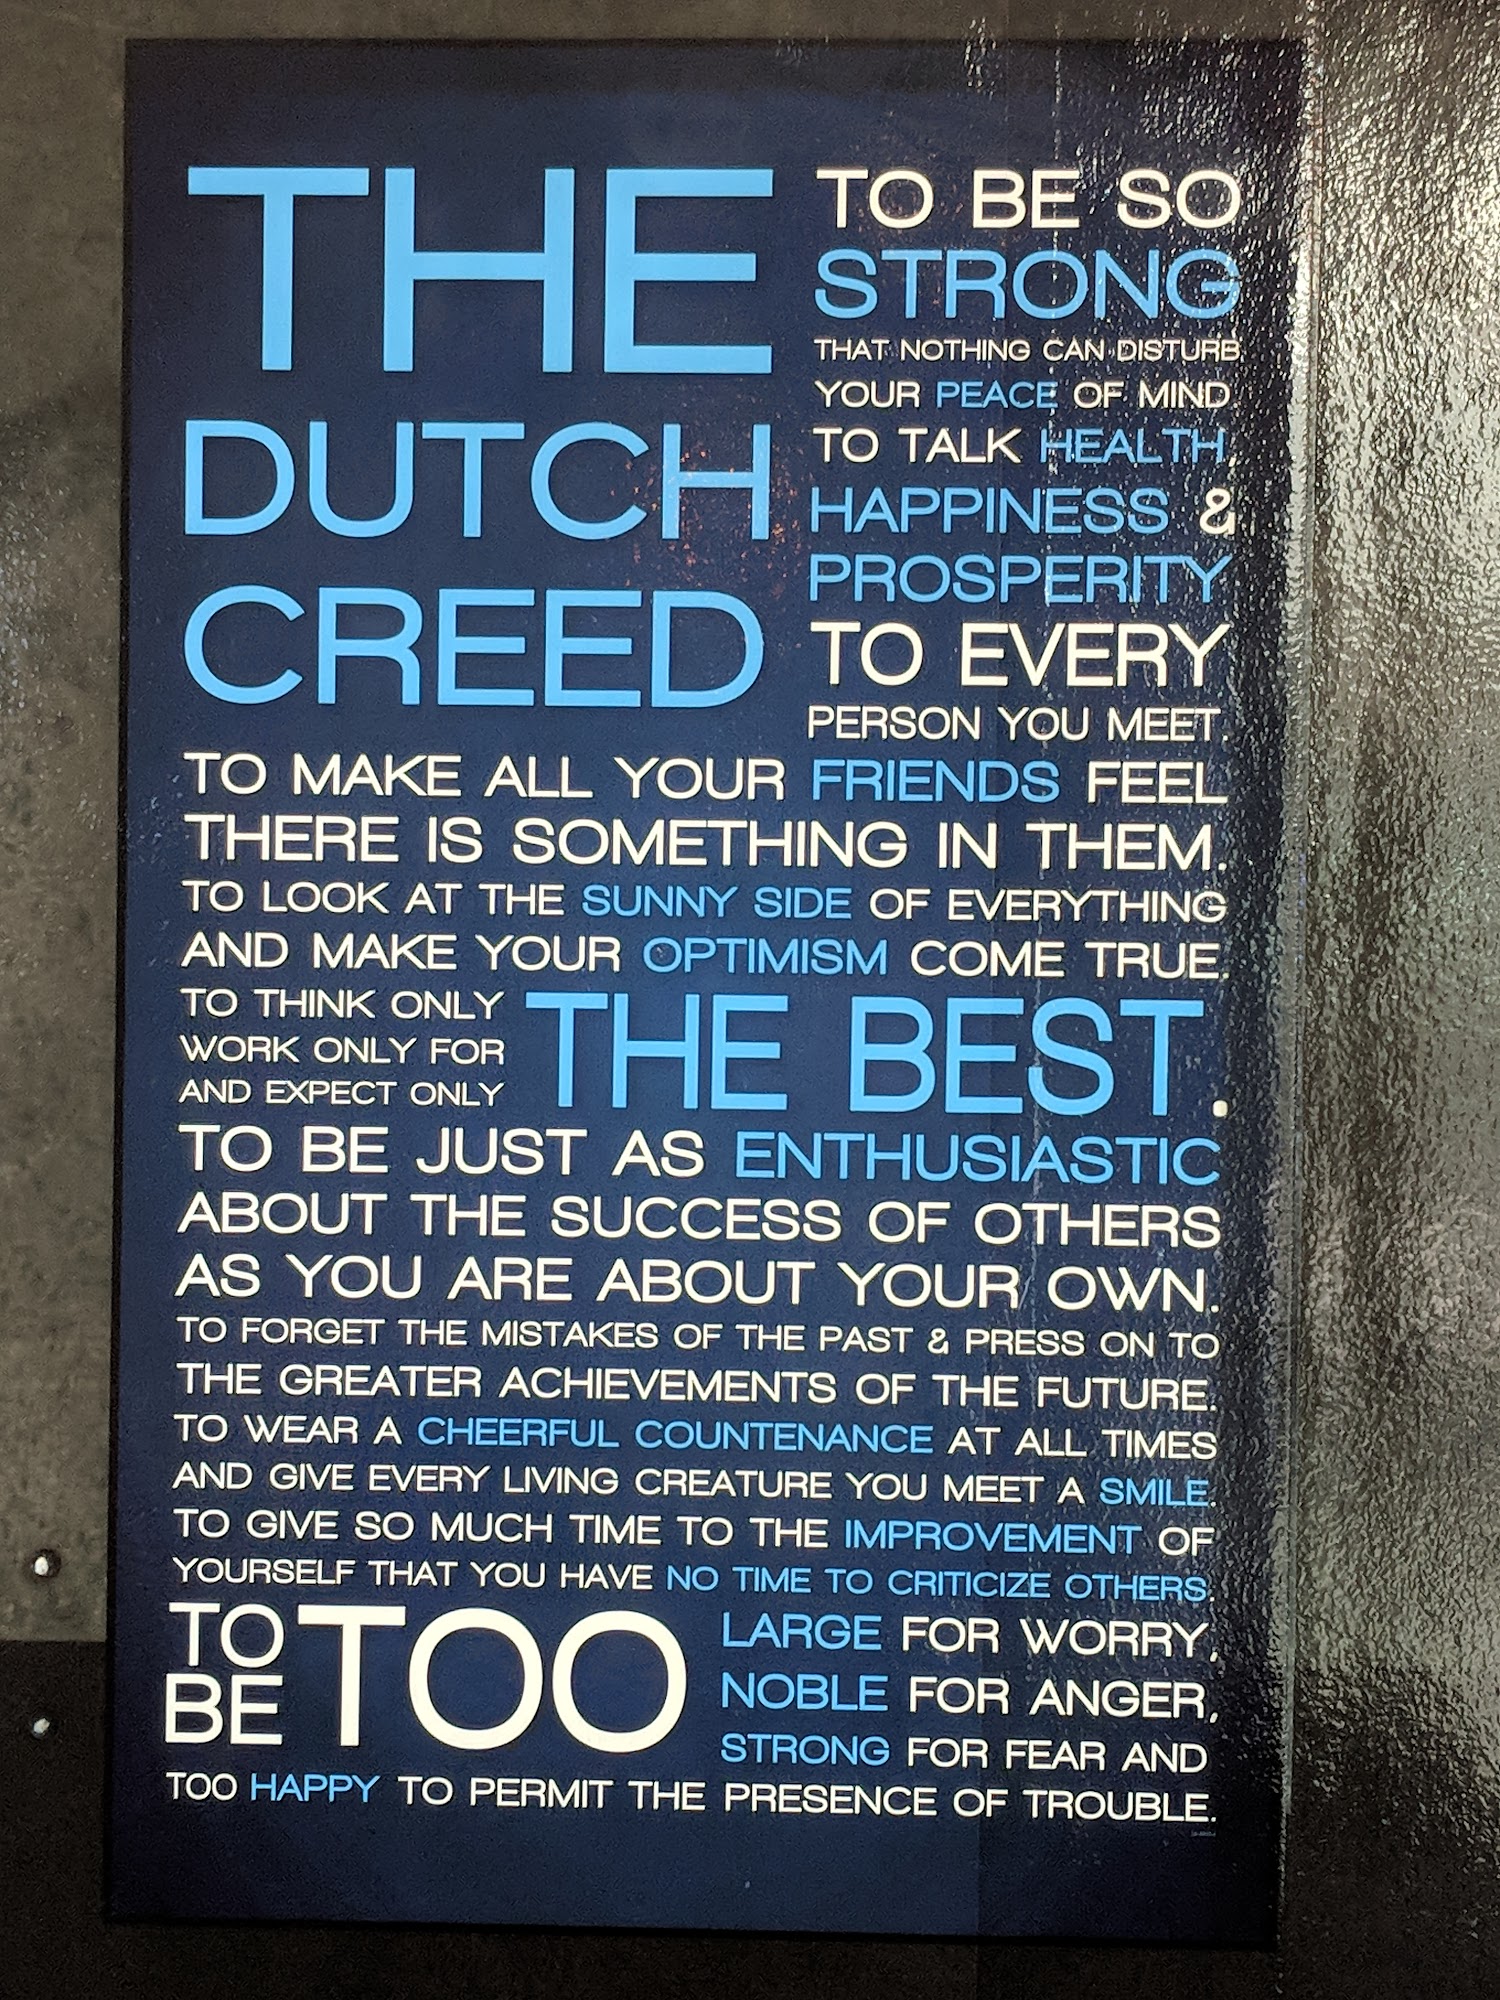 THE
DUTCH
CREED
TO BE SO
STRONG
THAT NOTHING CAN DISTURB
YOUR PEACE OF MIND
TO TALK HEALTH,
HAPPINESS &
PROSPERITY
TO EVERY
PERSON YOU MEET.
TO MAKE ALL YOUR FRIENDS FEEL
THERE IS SOMETHING IN THEM.
TO LOOK AT THE SUNNY SIDE OF EVERYTHING
AND MAKE YOUR OPTIMISM COME TRUE.
TO THINK ONLY
WORK ONLY FOR
AND EXPECT ONLY
THE BEST.
TO BE JUST AS ENTHUSIASTIC
ABOUT THE SUCCESS OF OTHERS
AS YOU ARE ABOUT YOUR OWN.
TO FORGET THE MISTAKES OF THE PAST & PRESS ON TO
THE GREATER ACHIEVEMENTS OF THE FUTURE.
TO WEAR A CHEERFUL COUNTENANCE AT ALL TIMES
AND GIVE EVERY LIVING CREATURE YOU MEET A SMILE.
TO GIVE SO MUCH TIME TO THE IMPROVEMENT OF
YOURSELF THAT YOU HAVE NO TIME TO CRITICIZE OTHERS.
TO
BE
TOO
LARGE FOR WORRY,
NOBLE FOR ANGER,
STRONG FOR FEAR AND
TOO HAPPY TO PERMIT THE PRESENCE OF TROUBLE.